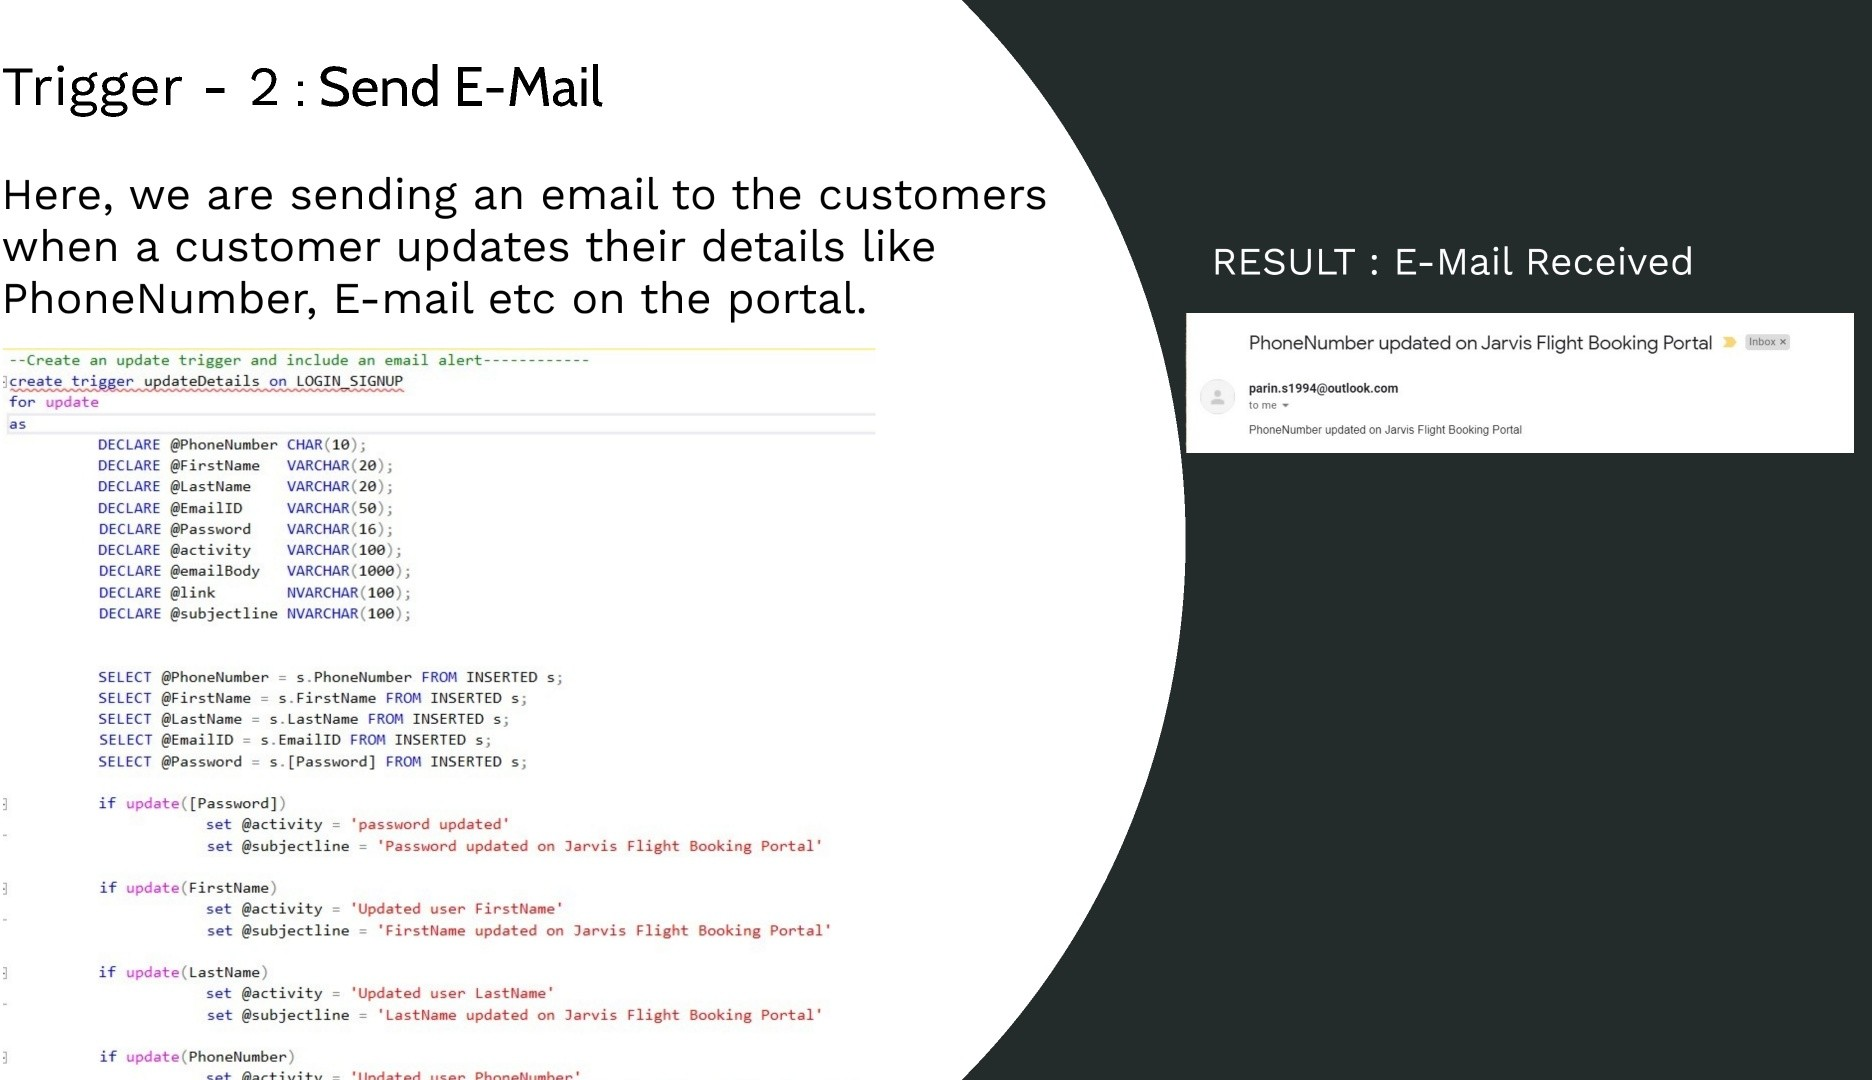 Trigger - 2 : Send E-Mail
Here, we are sending an email to the customers
when a customer updates their details like
PhoneNumber, E-mail etc on the portal.
--Create an update trigger and include an email alert------------
create trigger updateDetails on LOGIN_SIGNUP
for update
as
DECLARE @PhoneNumber CHAR(10);
DECLARE @FirstName VARCHAR(20);
DECLARE @LastName VARCHAR(20);
DECLARE @EmailID VARCHAR(50);
DECLARE @Password VARCHAR(16);
DECLARE @activity VARCHAR(100);
DECLARE @emailBody VARCHAR(1000);
DECLARE @link NVARCHAR(100);
DECLARE @subjectline NVARCHAR(100);
SELECT @PhoneNumber = s.PhoneNumber FROM INSERTED s;
SELECT @FirstName = s.FirstName FROM INSERTED s;
SELECT @LastName = s.LastName FROM INSERTED s;
SELECT @EmailID = s.EmailID FROM INSERTED s;
SELECT @Password = s.[Password] FROM INSERTED s;
if update([Password])
set @activity = 'password updated'
set @subjectline = 'Password updated on Jarvis Flight Booking Portal'
if update(FirstName)
set @activity = 'Updated user FirstName'
set @subjectline = 'FirstName updated on Jarvis Flight Booking Portal'
if update(LastName)
set @activity = 'Updated user LastName'
set @subjectline = 'LastName updated on Jarvis Flight Booking Portal'
if update(PhoneNumber)
set @activity = 'Updated user PhoneNumber'
RESULT : E-Mail Received
PhoneNumber updated on Jarvis Flight Booking Portal Inbox ×
parin.s1994@outlook.com
to me
PhoneNumber updated on Jarvis Flight Booking Portal